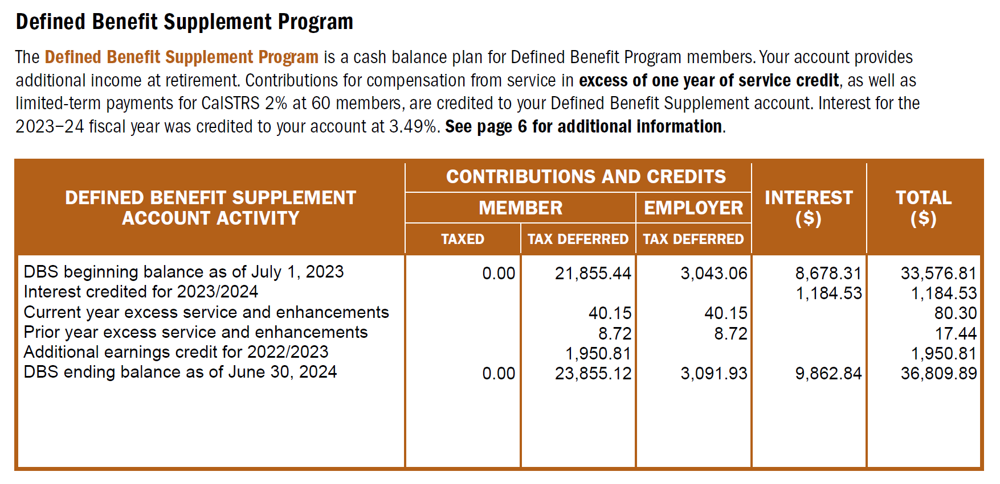 Defined Benefit Supplement Program
The Defined Benefit Supplement Program is a cash balance plan for Defined Benefit Program members. Your account provides
additional income at retirement. Contributions for compensation from service in excess of one year of service credit, as well as
limited-term payments for CalSTRS 2% at 60 members, are credited to your Defined Benefit Supplement account. Interest for the
2023–24 fiscal year was credited to your account at 3.49%. See page 6 for additional information.
DEFINED BENEFIT SUPPLEMENT
ACCOUNT ACTIVITY
CONTRIBUTIONS AND CREDITS
MEMBER
EMPLOYER
TAXED
TAX DEFERRED
TAX DEFERRED
INTEREST
($)
TOTAL
($)
DBS beginning balance as of July 1, 2023 0.00 21,855.44 3,043.06 8,678.31 33,576.81
Interest credited for 2023/2024 1,184.53 1,184.53
Current year excess service and enhancements 40.15 40.15 80.30
Prior year excess service and enhancements 8.72 8.72 17.44
Additional earnings credit for 2022/2023 1,950.81 1,950.81
DBS ending balance as of June 30, 2024 0.00 23,855.12 3,091.93 9,862.84 36,809.89